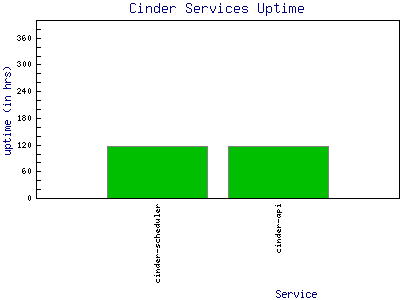 Cinder Services Uptime
uptime (in hrs)
360
300
240
180
120
60
0
cinder-scheduler
cinder-api
Service